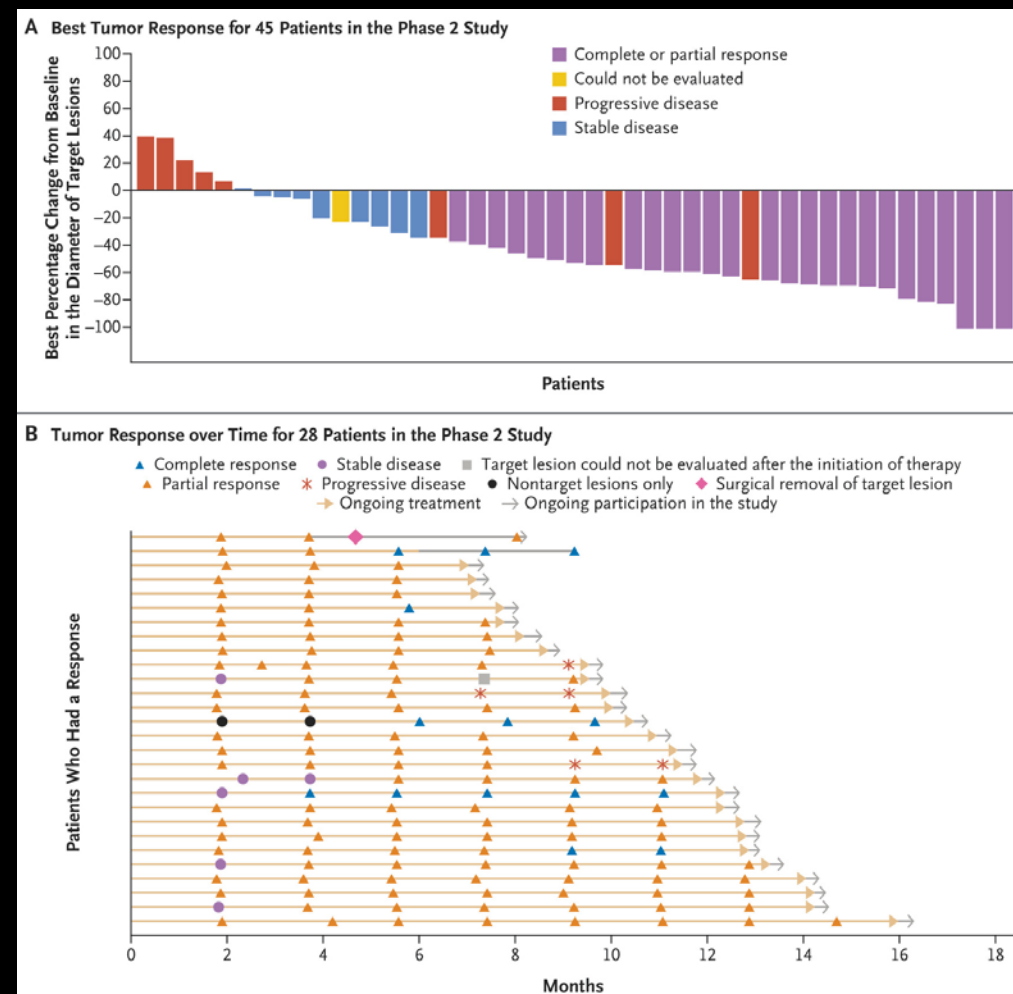 A Best Tumor Response for 45 Patients in the Phase 2 Study
Best Percentage Change from Baseline
in the Diameter of Target Lesions
100
80
60
40
20
0
−20
−40
−60
−80
−100
Complete or partial response
Could not be evaluated
Progressive disease
Stable disease
Patients
B Tumor Response over Time for 28 Patients in the Phase 2 Study
Complete response Stable disease Target lesion could not be evaluated after the initiation of therapy
Partial response Progressive disease Nontarget lesions only Surgical removal of target lesion
Ongoing treatment Ongoing participation in the study
Patients Who Had a Response
0 2 4 6 8 10 12 14 16 18
Months